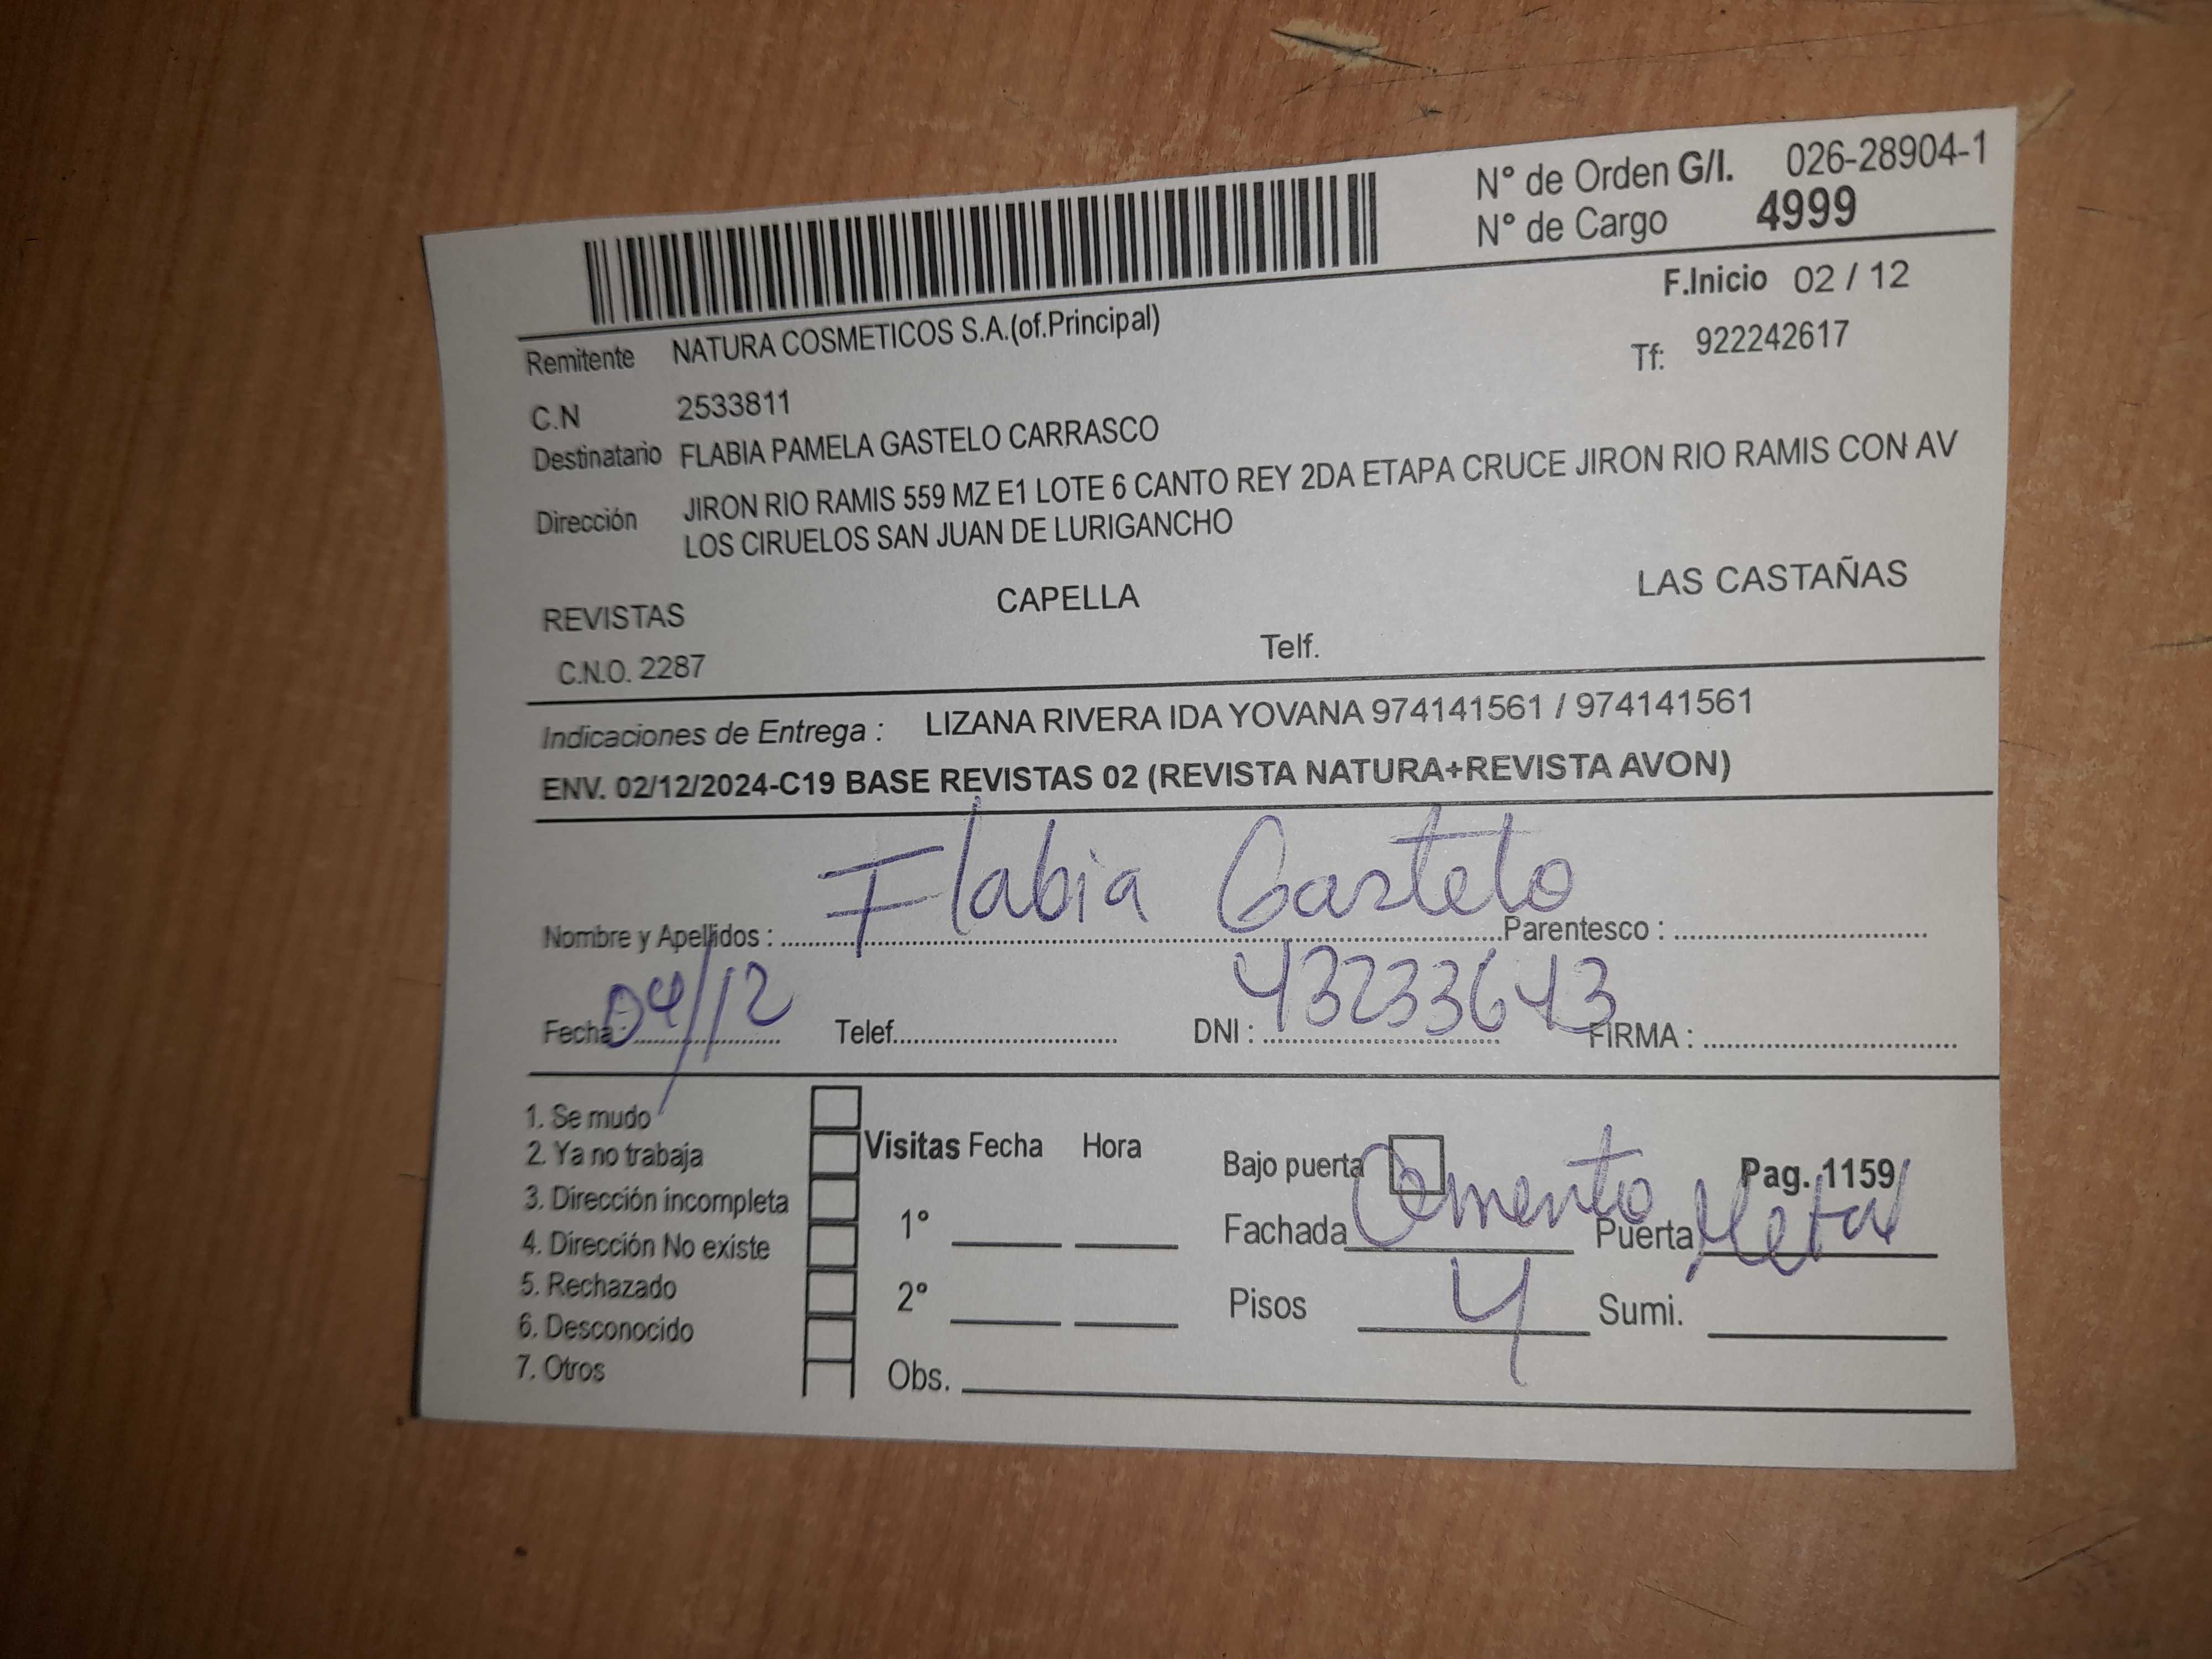 N° de Orden G/I. 026-28904-1
N° de Cargo 4999
F.Inicio 02 / 12
Remitente NATURA COSMETICOS S.A.(of.Principal)
Tf: 922242617
C.N 2533811
Destinatario FLABIA PAMELA GASTELO CARRASCO
Dirección JIRON RIO RAMIS 559 MZ E1 LOTE 6 CANTO REY 2DA ETAPA CRUCE JIRON RIO RAMIS CON AV
LOS CIRUELOS SAN JUAN DE LURIGANCHO
REVISTAS CAPELLA LAS CASTAÑAS
C.N.O. 2287 Telf.
Indicaciones de Entrega : LIZANA RIVERA IDA YOVANA 974141561 / 974141561
ENV. 02/12/2024-C19 BASE REVISTAS 02 (REVISTA NATURA+REVISTA AVON)
Nombre y Apellidos : Flabia Gastelo Parentesco :
Fecha : 04/12 Telef. DNI : 43233643 FIRMA :
1. Se mudo
2. Ya no trabaja
3. Dirección incompleta
4. Dirección No existe
5. Rechazado
6. Desconocido
7. Otros
Visitas Fecha Hora
1°
2°
Obs.
Bajo puerta Pag. 1159
Fachada Cemento Puerta Metal
Pisos 4 Sumi.